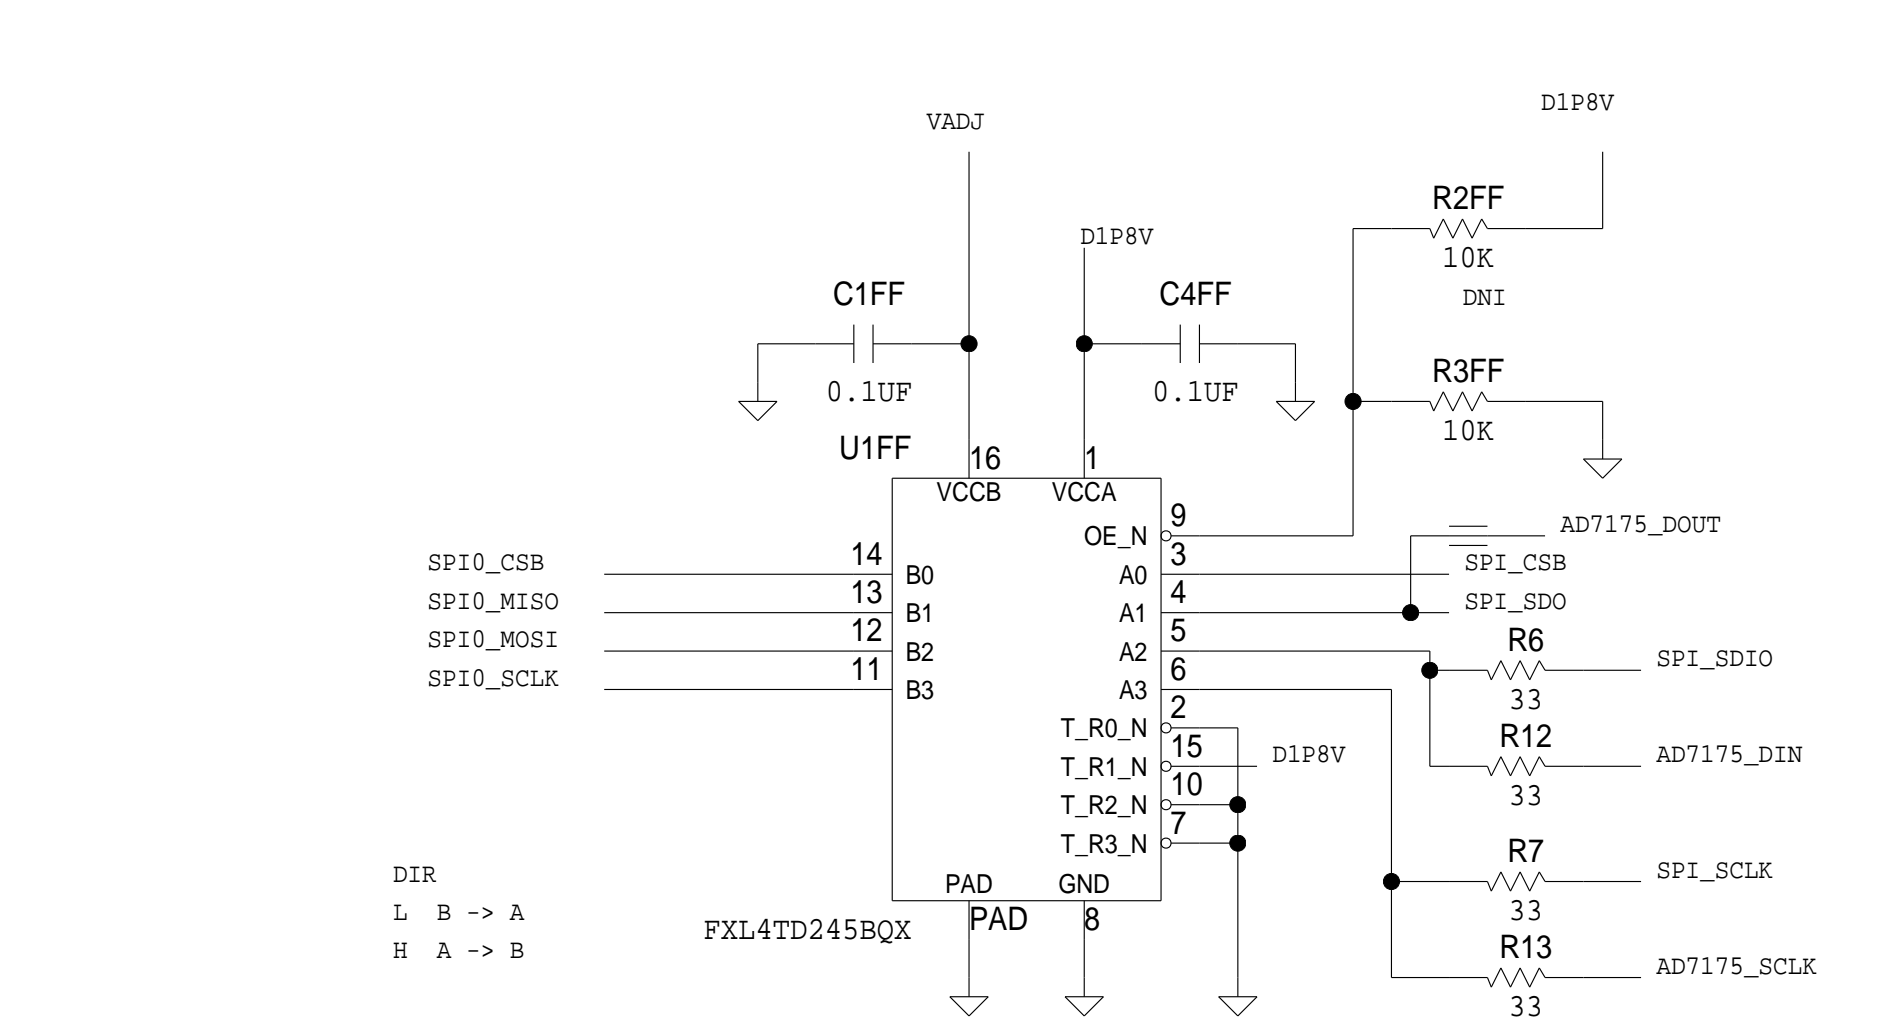 D1P8V
VADJ
R2FF
D1P8V
10K
C1FF
C4FF
DNI
R3FF
0.1UF
0.1UF
10K
U1FF
16
1
VCCB
VCCA
9
OE_N
AD7175_DOUT
14
3
SPI0_CSB
B0
A0
SPI_CSB
13
4
SPI0_MISO
B1
A1
SPI_SDO
12
5
SPI0_MOSI
B2
A2
R6
SPI_SDIO
33
11
6
SPI0_SCLK
B3
A3
2
T_R0_N
R12
AD7175_DIN
33
15
T_R1_N
D1P8V
10
T_R2_N
7
T_R3_N
R7
SPI_SCLK
33
DIR
L B -> A
H A -> B
PAD
GND
PAD
8
FXL4TD245BQX
R13
AD7175_SCLK
33